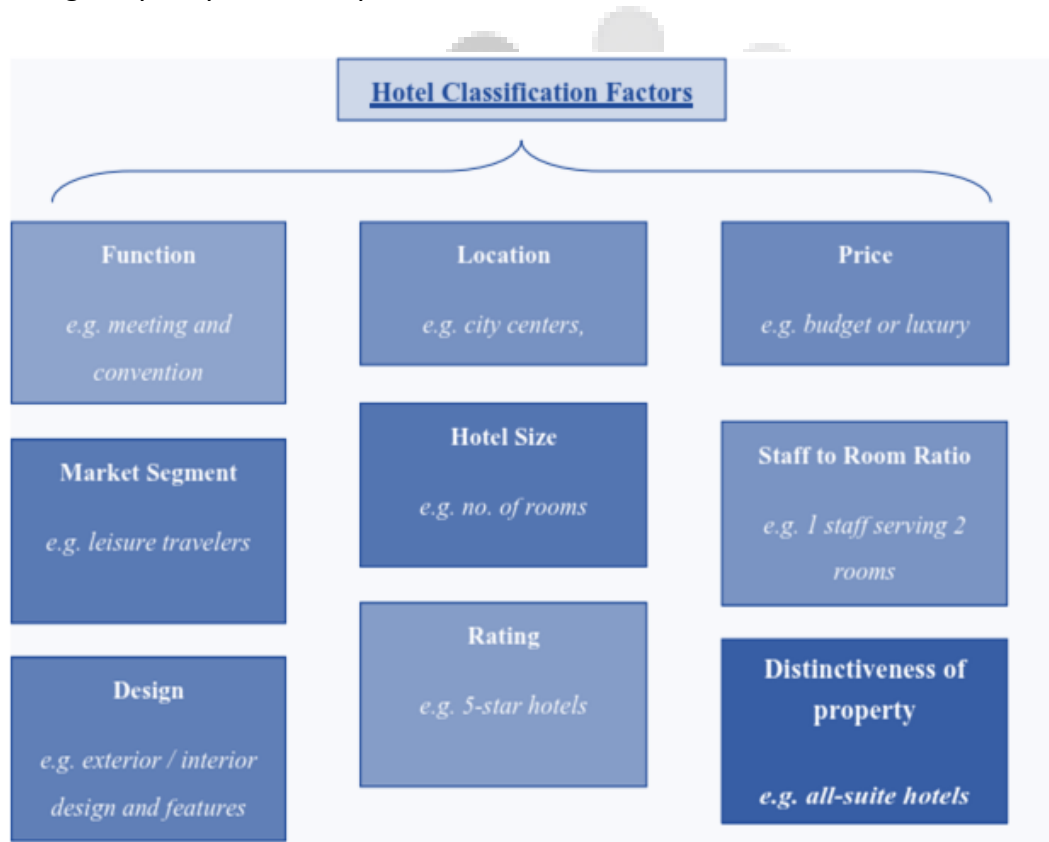 Hotel Classification Factors
Function
e.g. meeting and
convention
Location
e.g. city centers,
Price
e.g. budget or luxury
Market Segment
e.g. leisure travelers
Hotel Size
e.g. no. of rooms
Staff to Room Ratio
e.g. 1 staff serving 2
rooms
Design
e.g. exterior / interior
design and features
Rating
e.g. 5-star hotels
Distinctiveness of
property
e.g. all-suite hotels